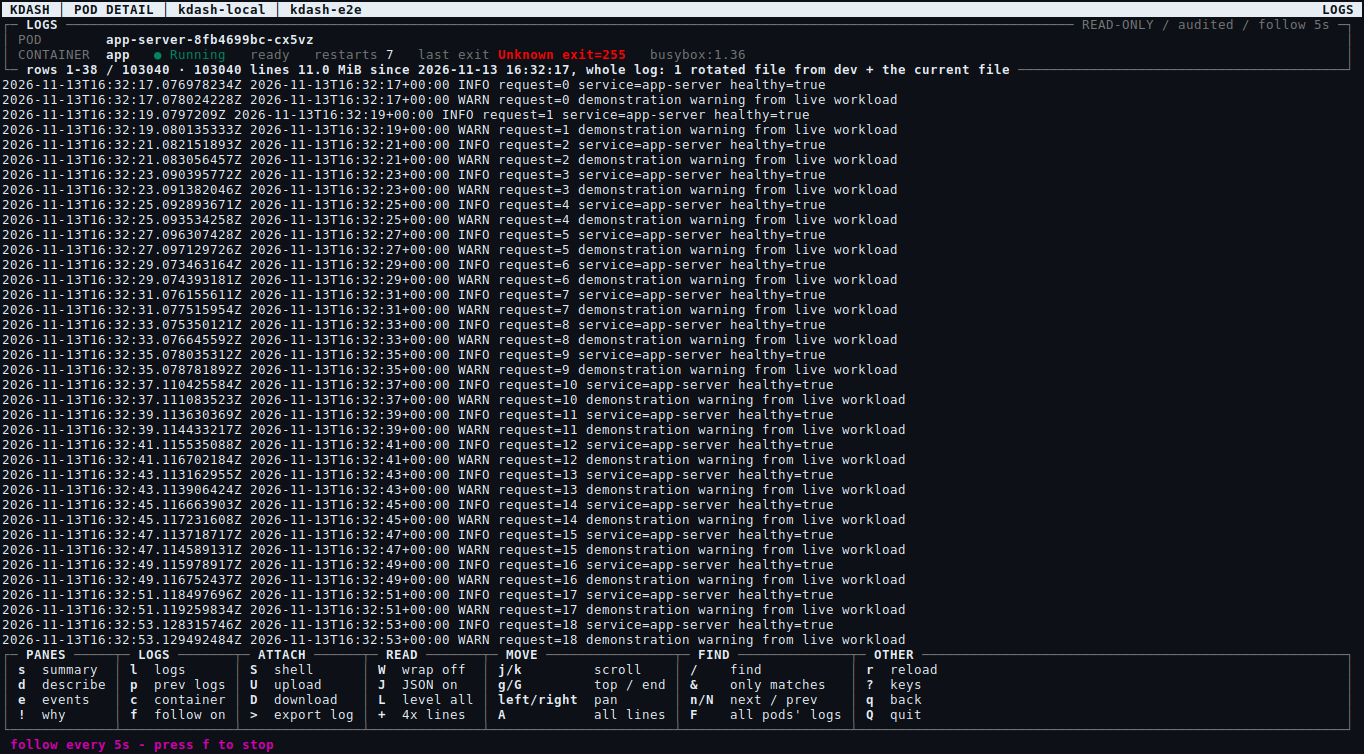 KDASH │ POD DETAIL │ kdash-local │ kdash-e2e LOGS
LOGS READ-ONLY / audited / follow 5s
POD app-server-8fb4699bc-cx5vz
CONTAINER app ● Running ready restarts 7 last exit Unknown exit=255 busybox:1.36
rows 1-38 / 103040 · 103040 lines 11.0 MiB since 2026-11-13 16:32:17, whole log: 1 rotated file from dev + the current file
2026-11-13T16:32:17.076978234Z 2026-11-13T16:32:17+00:00 INFO request=0 service=app-server healthy=true
2026-11-13T16:32:17.078024228Z 2026-11-13T16:32:17+00:00 WARN request=0 demonstration warning from live workload
2026-11-13T16:32:19.0797209Z 2026-11-13T16:32:19+00:00 INFO request=1 service=app-server healthy=true
2026-11-13T16:32:19.080135333Z 2026-11-13T16:32:19+00:00 WARN request=1 demonstration warning from live workload
2026-11-13T16:32:21.082151893Z 2026-11-13T16:32:21+00:00 INFO request=2 service=app-server healthy=true
2026-11-13T16:32:21.083056457Z 2026-11-13T16:32:21+00:00 WARN request=2 demonstration warning from live workload
2026-11-13T16:32:23.090395772Z 2026-11-13T16:32:23+00:00 INFO request=3 service=app-server healthy=true
2026-11-13T16:32:23.091382046Z 2026-11-13T16:32:23+00:00 WARN request=3 demonstration warning from live workload
2026-11-13T16:32:25.092893671Z 2026-11-13T16:32:25+00:00 INFO request=4 service=app-server healthy=true
2026-11-13T16:32:25.093534258Z 2026-11-13T16:32:25+00:00 WARN request=4 demonstration warning from live workload
2026-11-13T16:32:27.096307428Z 2026-11-13T16:32:27+00:00 INFO request=5 service=app-server healthy=true
2026-11-13T16:32:27.097129726Z 2026-11-13T16:32:27+00:00 WARN request=5 demonstration warning from live workload
2026-11-13T16:32:29.073463164Z 2026-11-13T16:32:29+00:00 INFO request=6 service=app-server healthy=true
2026-11-13T16:32:29.074393181Z 2026-11-13T16:32:29+00:00 WARN request=6 demonstration warning from live workload
2026-11-13T16:32:31.076155611Z 2026-11-13T16:32:31+00:00 INFO request=7 service=app-server healthy=true
2026-11-13T16:32:31.077515954Z 2026-11-13T16:32:31+00:00 WARN request=7 demonstration warning from live workload
2026-11-13T16:32:33.075350121Z 2026-11-13T16:32:33+00:00 INFO request=8 service=app-server healthy=true
2026-11-13T16:32:33.076645592Z 2026-11-13T16:32:33+00:00 WARN request=8 demonstration warning from live workload
2026-11-13T16:32:35.078035312Z 2026-11-13T16:32:35+00:00 INFO request=9 service=app-server healthy=true
2026-11-13T16:32:35.078781892Z 2026-11-13T16:32:35+00:00 WARN request=9 demonstration warning from live workload
2026-11-13T16:32:37.110425584Z 2026-11-13T16:32:37+00:00 INFO request=10 service=app-server healthy=true
2026-11-13T16:32:37.111083523Z 2026-11-13T16:32:37+00:00 WARN request=10 demonstration warning from live workload
2026-11-13T16:32:39.113630369Z 2026-11-13T16:32:39+00:00 INFO request=11 service=app-server healthy=true
2026-11-13T16:32:39.114433217Z 2026-11-13T16:32:39+00:00 WARN request=11 demonstration warning from live workload
2026-11-13T16:32:41.115535088Z 2026-11-13T16:32:41+00:00 INFO request=12 service=app-server healthy=true
2026-11-13T16:32:41.116702184Z 2026-11-13T16:32:41+00:00 WARN request=12 demonstration warning from live workload
2026-11-13T16:32:43.113162955Z 2026-11-13T16:32:43+00:00 INFO request=13 service=app-server healthy=true
2026-11-13T16:32:43.113906424Z 2026-11-13T16:32:43+00:00 WARN request=13 demonstration warning from live workload
2026-11-13T16:32:45.116663903Z 2026-11-13T16:32:45+00:00 INFO request=14 service=app-server healthy=true
2026-11-13T16:32:45.117231608Z 2026-11-13T16:32:45+00:00 WARN request=14 demonstration warning from live workload
2026-11-13T16:32:47.113718717Z 2026-11-13T16:32:47+00:00 INFO request=15 service=app-server healthy=true
2026-11-13T16:32:47.114589131Z 2026-11-13T16:32:47+00:00 WARN request=15 demonstration warning from live workload
2026-11-13T16:32:49.115978917Z 2026-11-13T16:32:49+00:00 INFO request=16 service=app-server healthy=true
2026-11-13T16:32:49.116752437Z 2026-11-13T16:32:49+00:00 WARN request=16 demonstration warning from live workload
2026-11-13T16:32:51.118497696Z 2026-11-13T16:32:51+00:00 INFO request=17 service=app-server healthy=true
2026-11-13T16:32:51.119259834Z 2026-11-13T16:32:51+00:00 WARN request=17 demonstration warning from live workload
2026-11-13T16:32:53.128315746Z 2026-11-13T16:32:53+00:00 INFO request=18 service=app-server healthy=true
2026-11-13T16:32:53.129492484Z 2026-11-13T16:32:53+00:00 WARN request=18 demonstration warning from live workload
PANES LOGS ATTACH READ MOVE FIND OTHER
s summary l logs S shell W wrap off j/k scroll / find r reload
d describe p prev logs U upload J JSON on g/G top / end & only matches ? keys
e events c container D download L level all left/right pan n/N next / prev q back
! why f follow on > export log + 4x lines A all lines F all pods' logs Q quit
follow every 5s - press f to stop